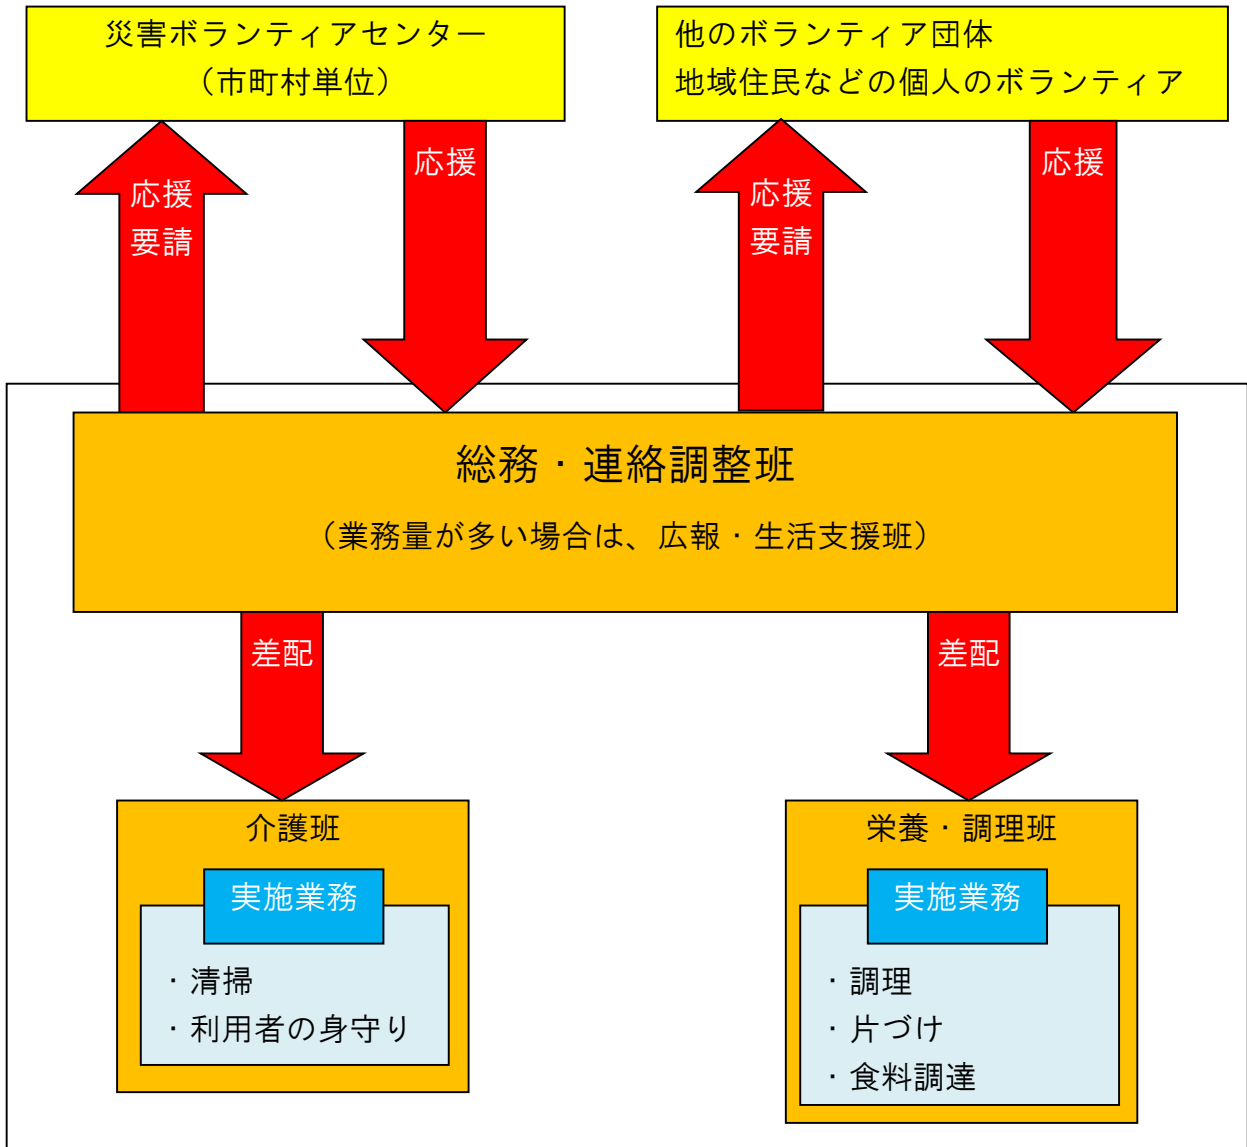 災害ボランティアセンター
（市町村単位）
他のボランティア団体
地域住民などの個人のボランティア
応援
要請
応援
応援
要請
応援
総務・連絡調整班
（業務量が多い場合は、広報・生活支援班）
差配
差配
介護班
実施業務
・清掃
・利用者の身守り
栄養・調理班
実施業務
・調理
・片づけ
・食料調達